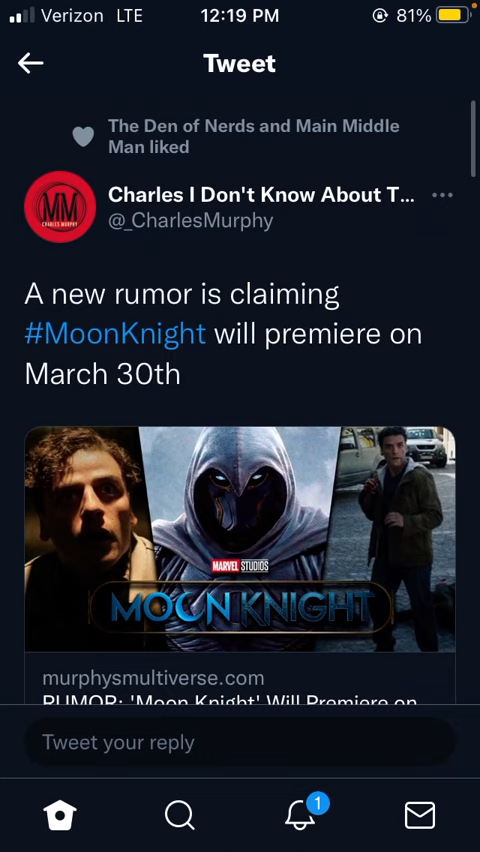 Verizon LTE 12:19 PM 81%
Tweet
The Den of Nerds and Main Middle
Man liked
MM
CHARLES MURPHY
Charles I Don't Know About T...
@_CharlesMurphy
A new rumor is claiming
#MoonKnight will premiere on
March 30th
MARVEL STUDIOS
MOON KNIGHT
murphysmultiverse.com
RUMOR: 'Moon Knight' Will Premiere on
Tweet your reply
1